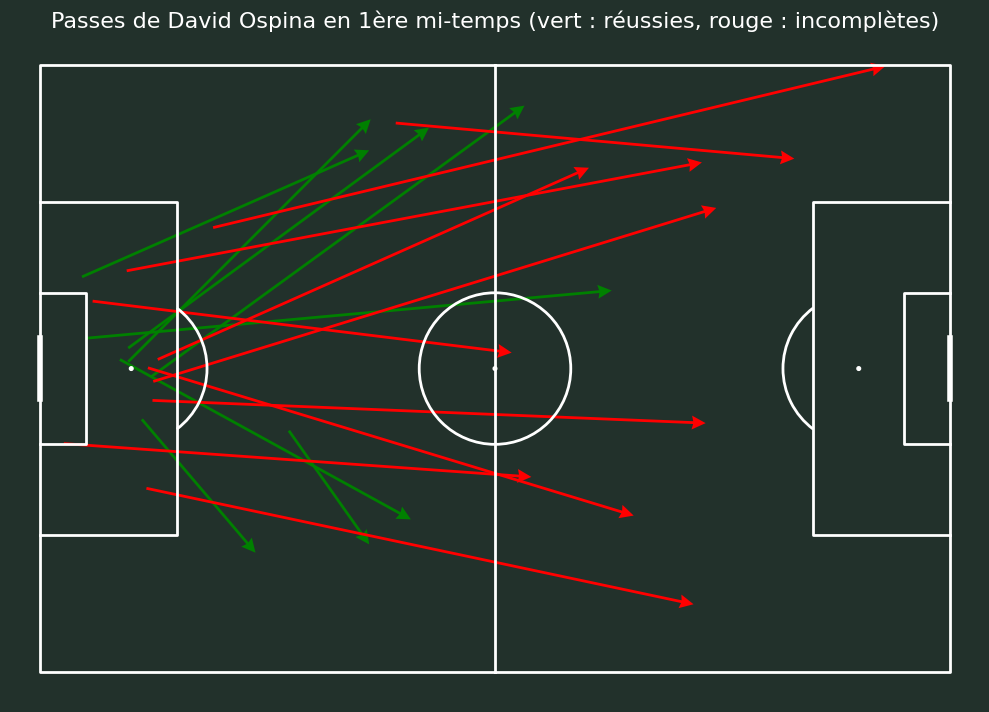 Passes de David Ospina en 1ère mi-temps (vert : réussies, rouge : incomplètes)